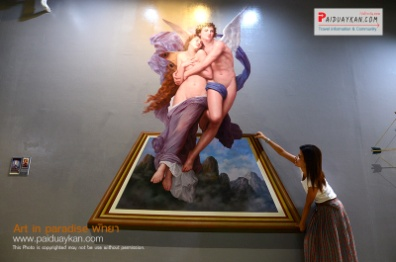 PAIDUAYKAN.COM
Travel Information & Community
Art in paradise พัทยา
www.paiduaykan.com
This Photo is copyrighted may not be use without permission.